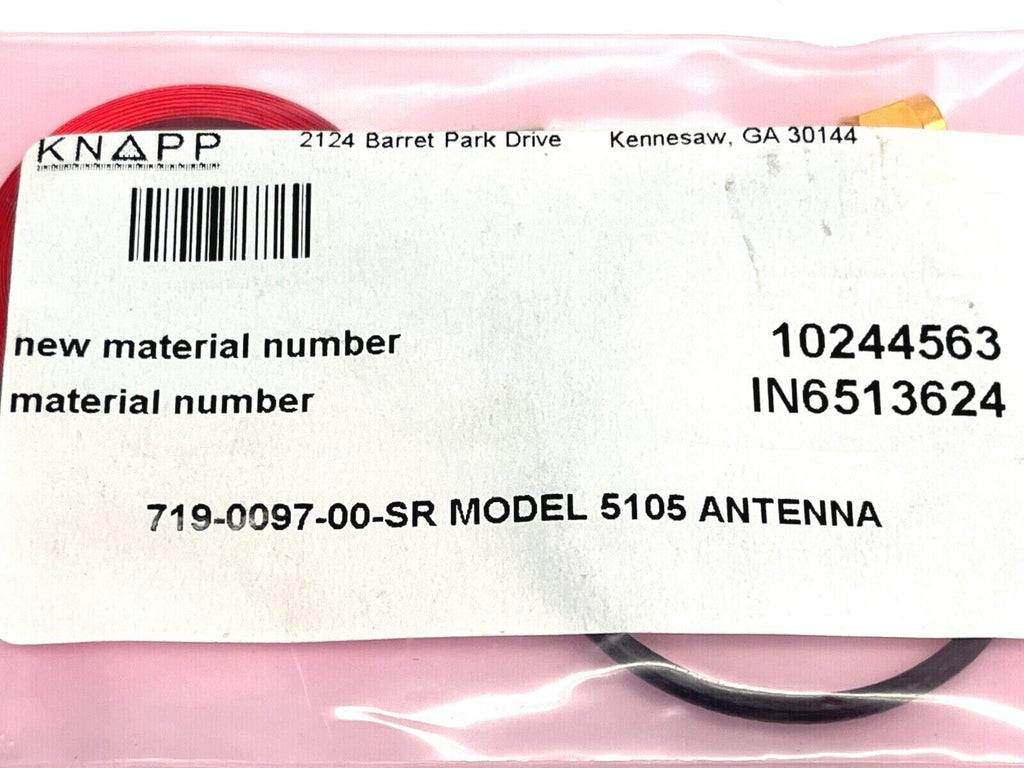 KNAPP 2124 Barret Park Drive Kennesaw, GA 30144
new material number 10244563
material number IN6513624
719-0097-00-SR MODEL 5105 ANTENNA